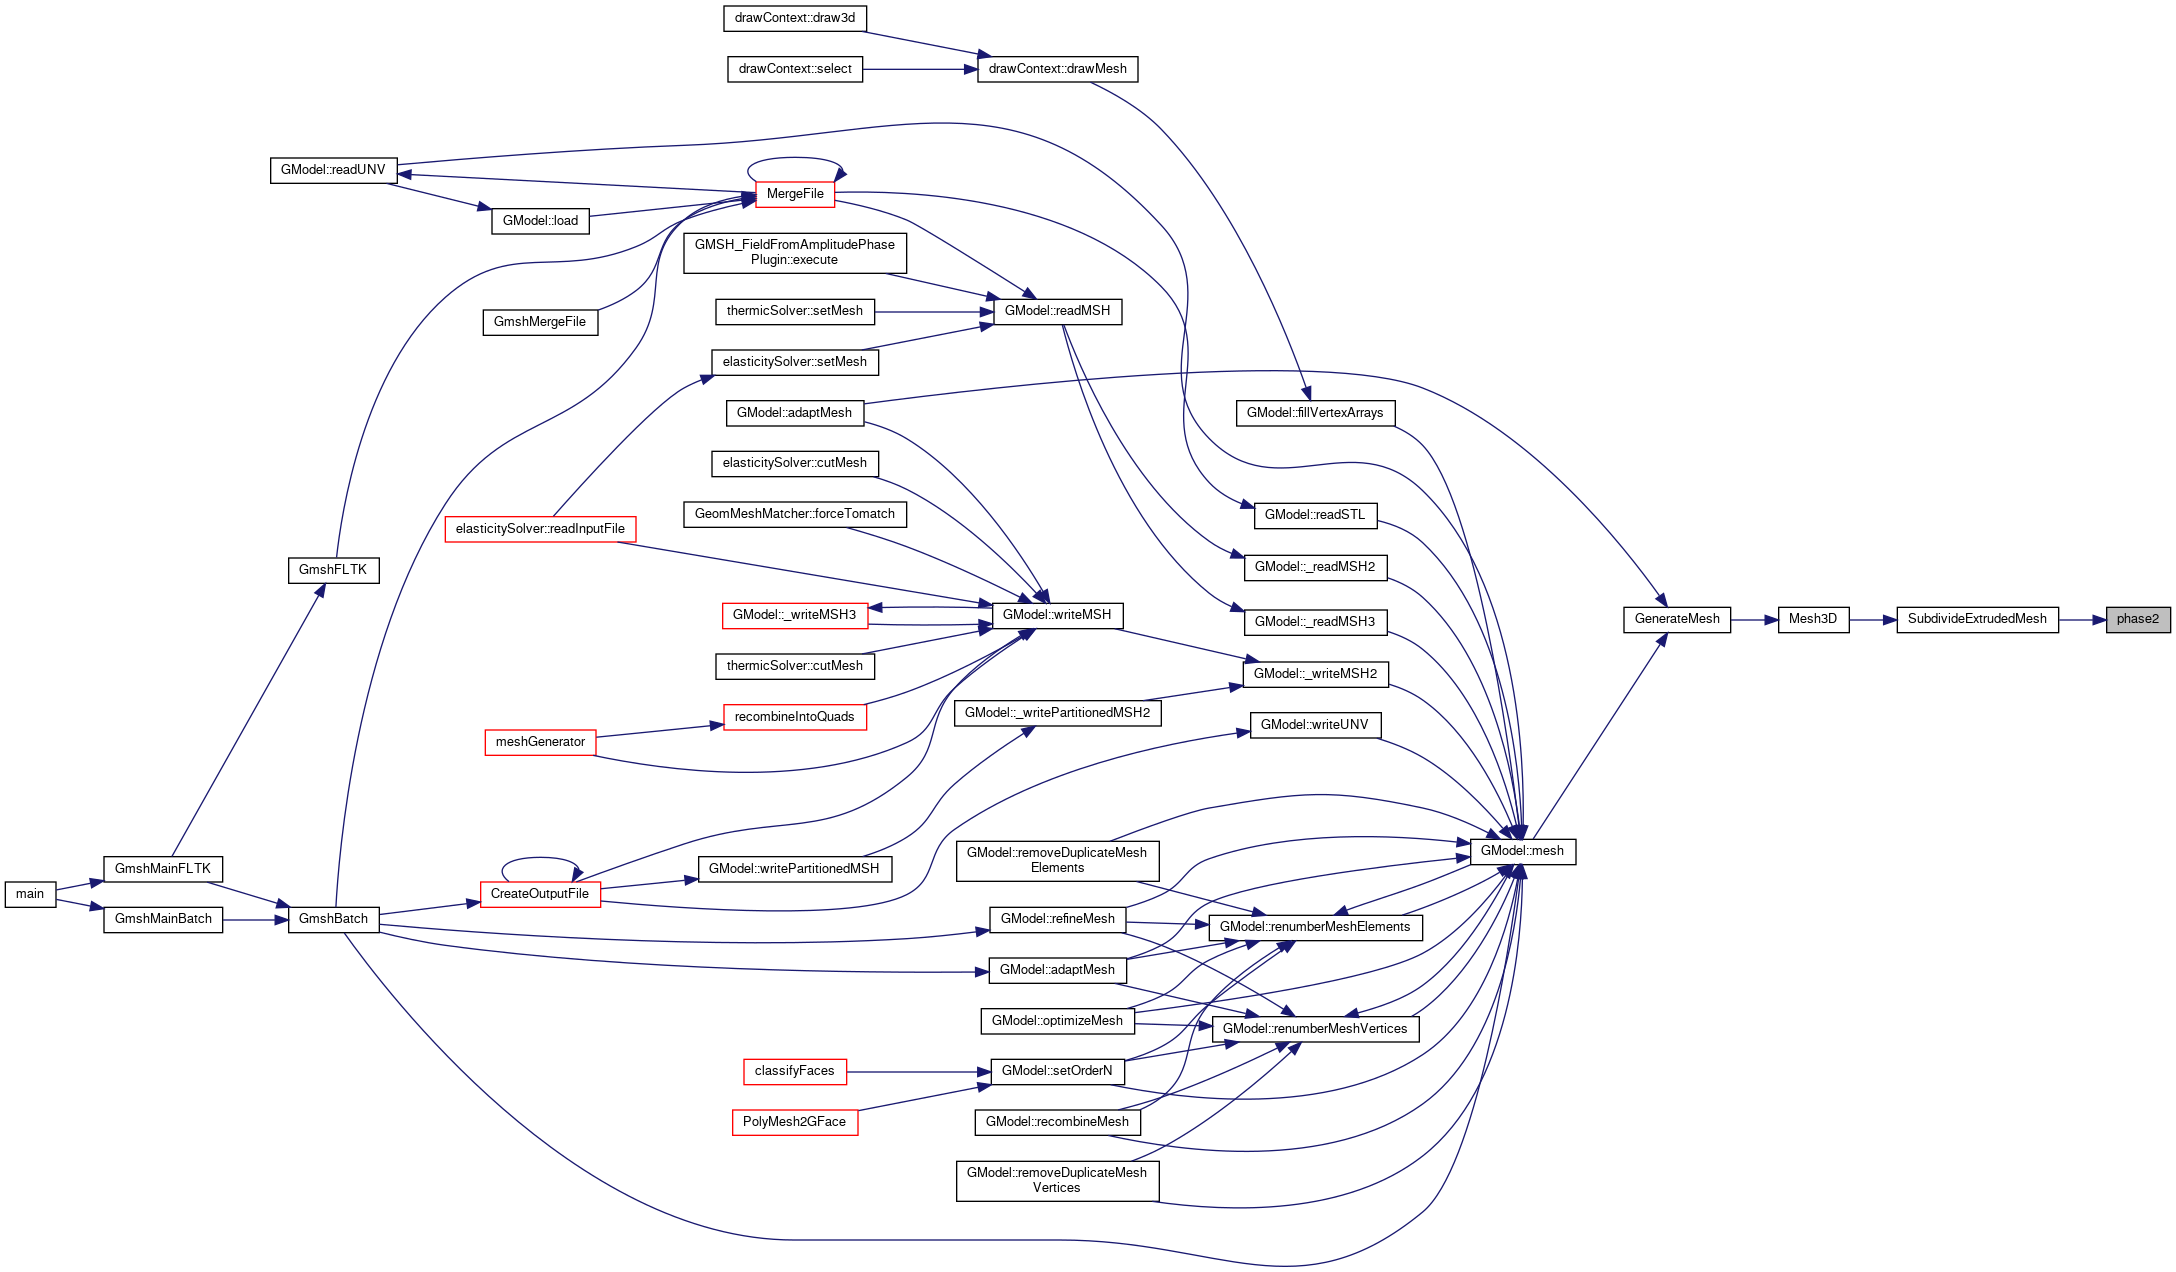 drawContext::draw3d
drawContext::select
drawContext::drawMesh
GModel::readUNV
MergeFile
GModel::load
GMSH_FieldFromAmplitudePhase
Plugin::execute
thermicSolver::setMesh
GModel::readMSH
GmshMergeFile
elasticitySolver::setMesh
GModel::adaptMesh
GModel::fillVertexArrays
elasticitySolver::cutMesh
GeomMeshMatcher::forceTomatch
GModel::readSTL
elasticitySolver::readInputFile
GmshFLTK
GModel::_readMSH2
GModel::_writeMSH3
GModel::writeMSH
GModel::_readMSH3
GenerateMesh
Mesh3D
SubdivideExtrudedMesh
phase2
thermicSolver::cutMesh
GModel::_writeMSH2
recombineIntoQuads
GModel::_writePartitionedMSH2
GModel::writeUNV
meshGenerator
GModel::removeDuplicateMesh
Elements
GModel::mesh
GmshMainFLTK
GModel::writePartitionedMSH
main
CreateOutputFile
GmshMainBatch
GmshBatch
GModel::refineMesh
GModel::renumberMeshElements
GModel::adaptMesh
GModel::optimizeMesh
GModel::renumberMeshVertices
classifyFaces
GModel::setOrderN
PolyMesh2GFace
GModel::recombineMesh
GModel::removeDuplicateMesh
Vertices